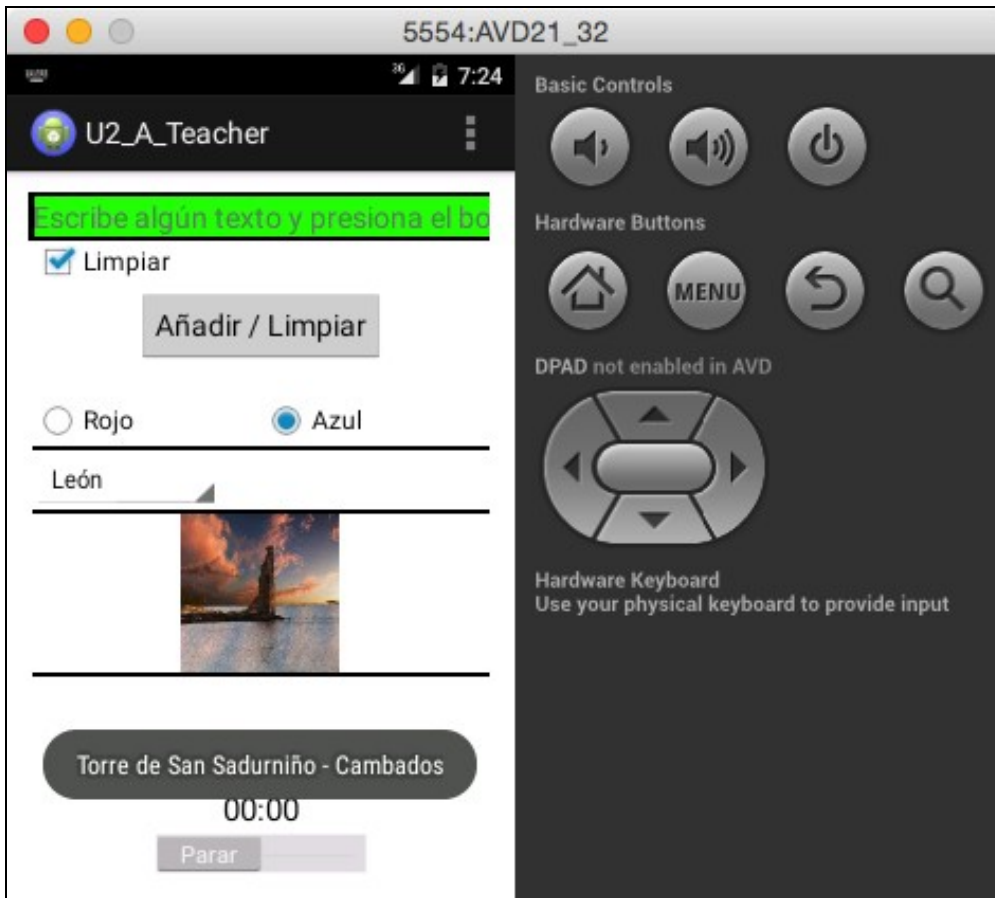 5554:AVD21_32
3G 7:24
U2_A_Teacher
Escribe algún texto y presiona el bo
Limpiar
Añadir / Limpiar
Rojo Azul
León
Torre de San Sadurniño - Cambados
00:00
Parar
Basic Controls
Hardware Buttons
MENU
DPAD not enabled in AVD
Hardware Keyboard
Use your physical keyboard to provide input